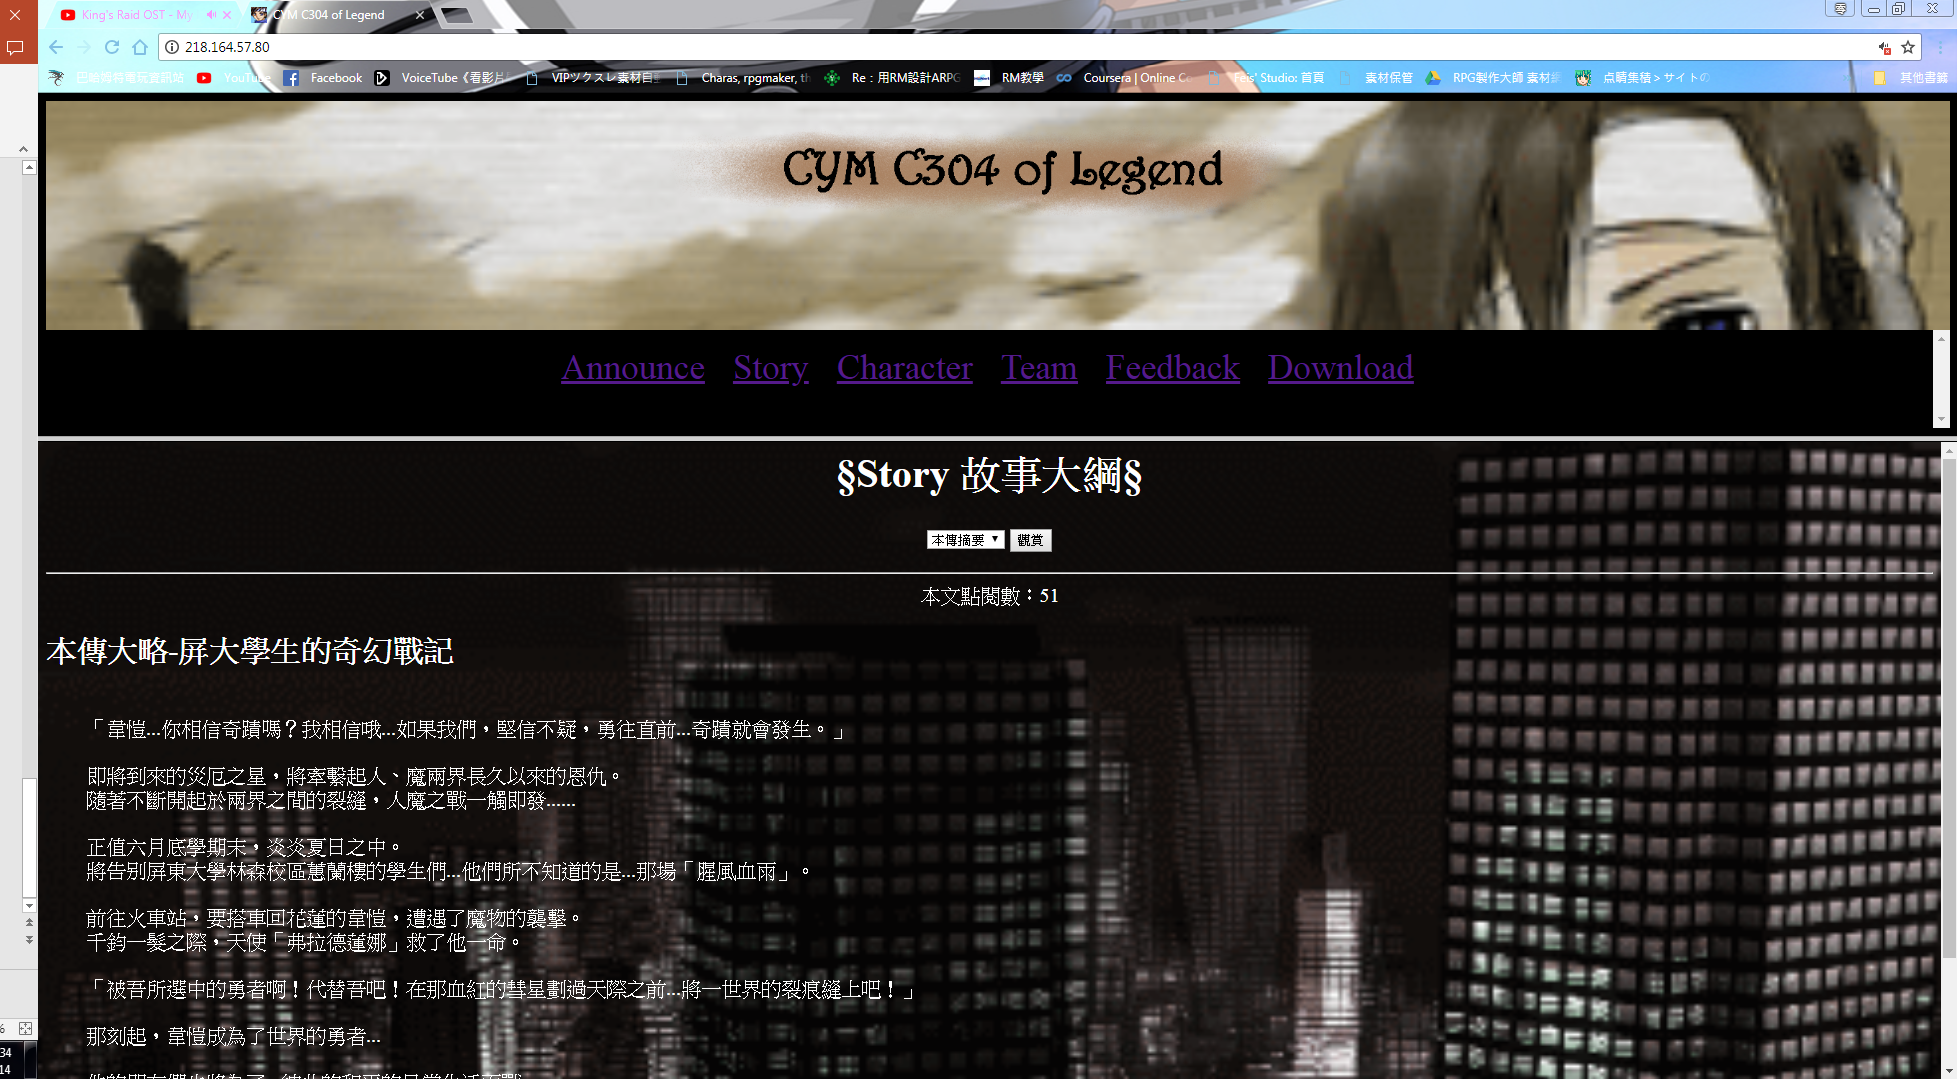 King's Raid OST - My
CYM C304 of Legend
零
218.164.57.80
巴哈姆特電玩資訊站
YouTube
Facebook
VoiceTube《看影片
VIPツクスレ素材自
Charas, rpgmaker, th
Re：用RM設計ARPG
RM教學
Coursera | Online Co
Feis' Studio: 首頁
素材保管
RPG製作大師 素材
点睛集稿 > サイトの
其他書籤
CYM C304 of Legend
Announce Story Character Team Feedback Download
§Story 故事大綱§
本傳摘要 觀賞
本文點閱數：51
本傳大略-屏大學生的奇幻戰記
「韋愷...你相信奇蹟嗎？我相信哦...如果我們，堅信不疑，勇往直前...奇蹟就會發生。」
即將到來的災厄之星，將牽繫起人、魔兩界長久以來的恩仇。
隨著不斷開起於兩界之間的裂縫，人魔之戰一觸即發......
正值六月底學期末，炎炎夏日之中。
將告別屏東大學林森校區蕙蘭樓的學生們...他們所不知道的是...那場「腥風血雨」。
前往火車站，要搭車回花蓮的韋愷，遭遇了魔物的襲擊。
千鈞一髮之際，天使「弗拉德蓮娜」救了他一命。
「被吾所選中的勇者啊！代替吾吧！在那血紅的彗星劃過天際之前...將一世界的裂痕縫上吧！」
那刻起，韋愷成為了世界的勇者...
%
34
14